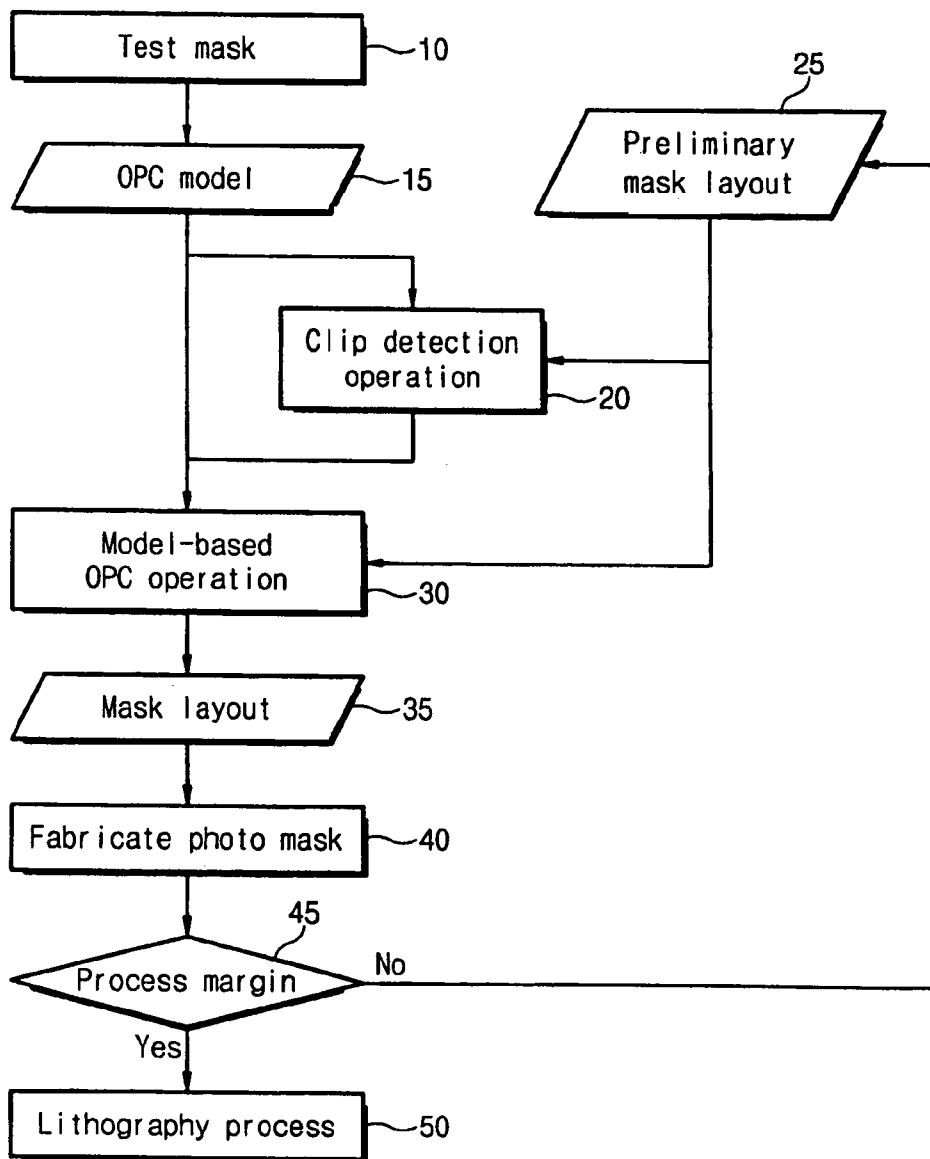 Test mask
10
25
Preliminary
mask layout
OPC model
15
Clip detection
operation
20
Model-based
OPC operation
30
Mask layout
35
Fabricate photo mask
40
45
Process margin
No
Yes
Lithography process
50